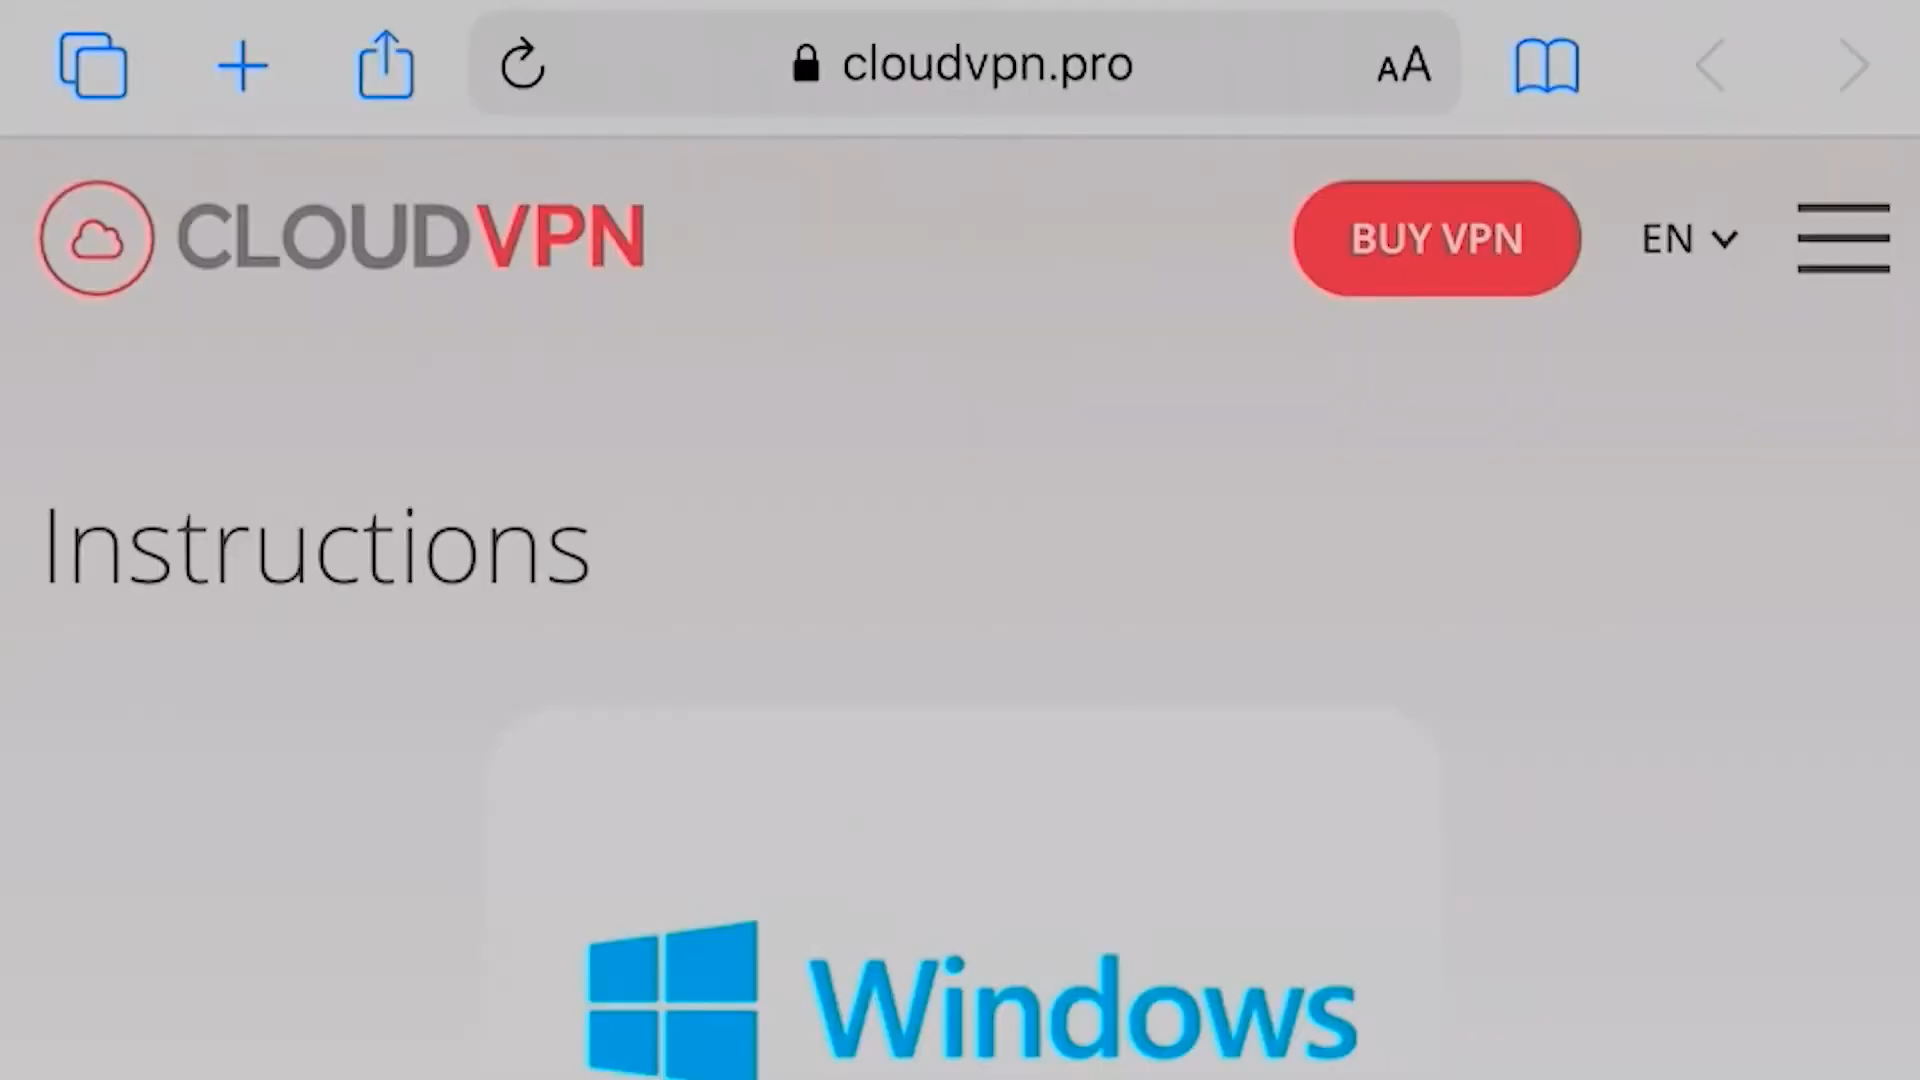 cloudvpn.pro
AA
CLOUDVPN
BUY VPN
EN
Instructions
Windows